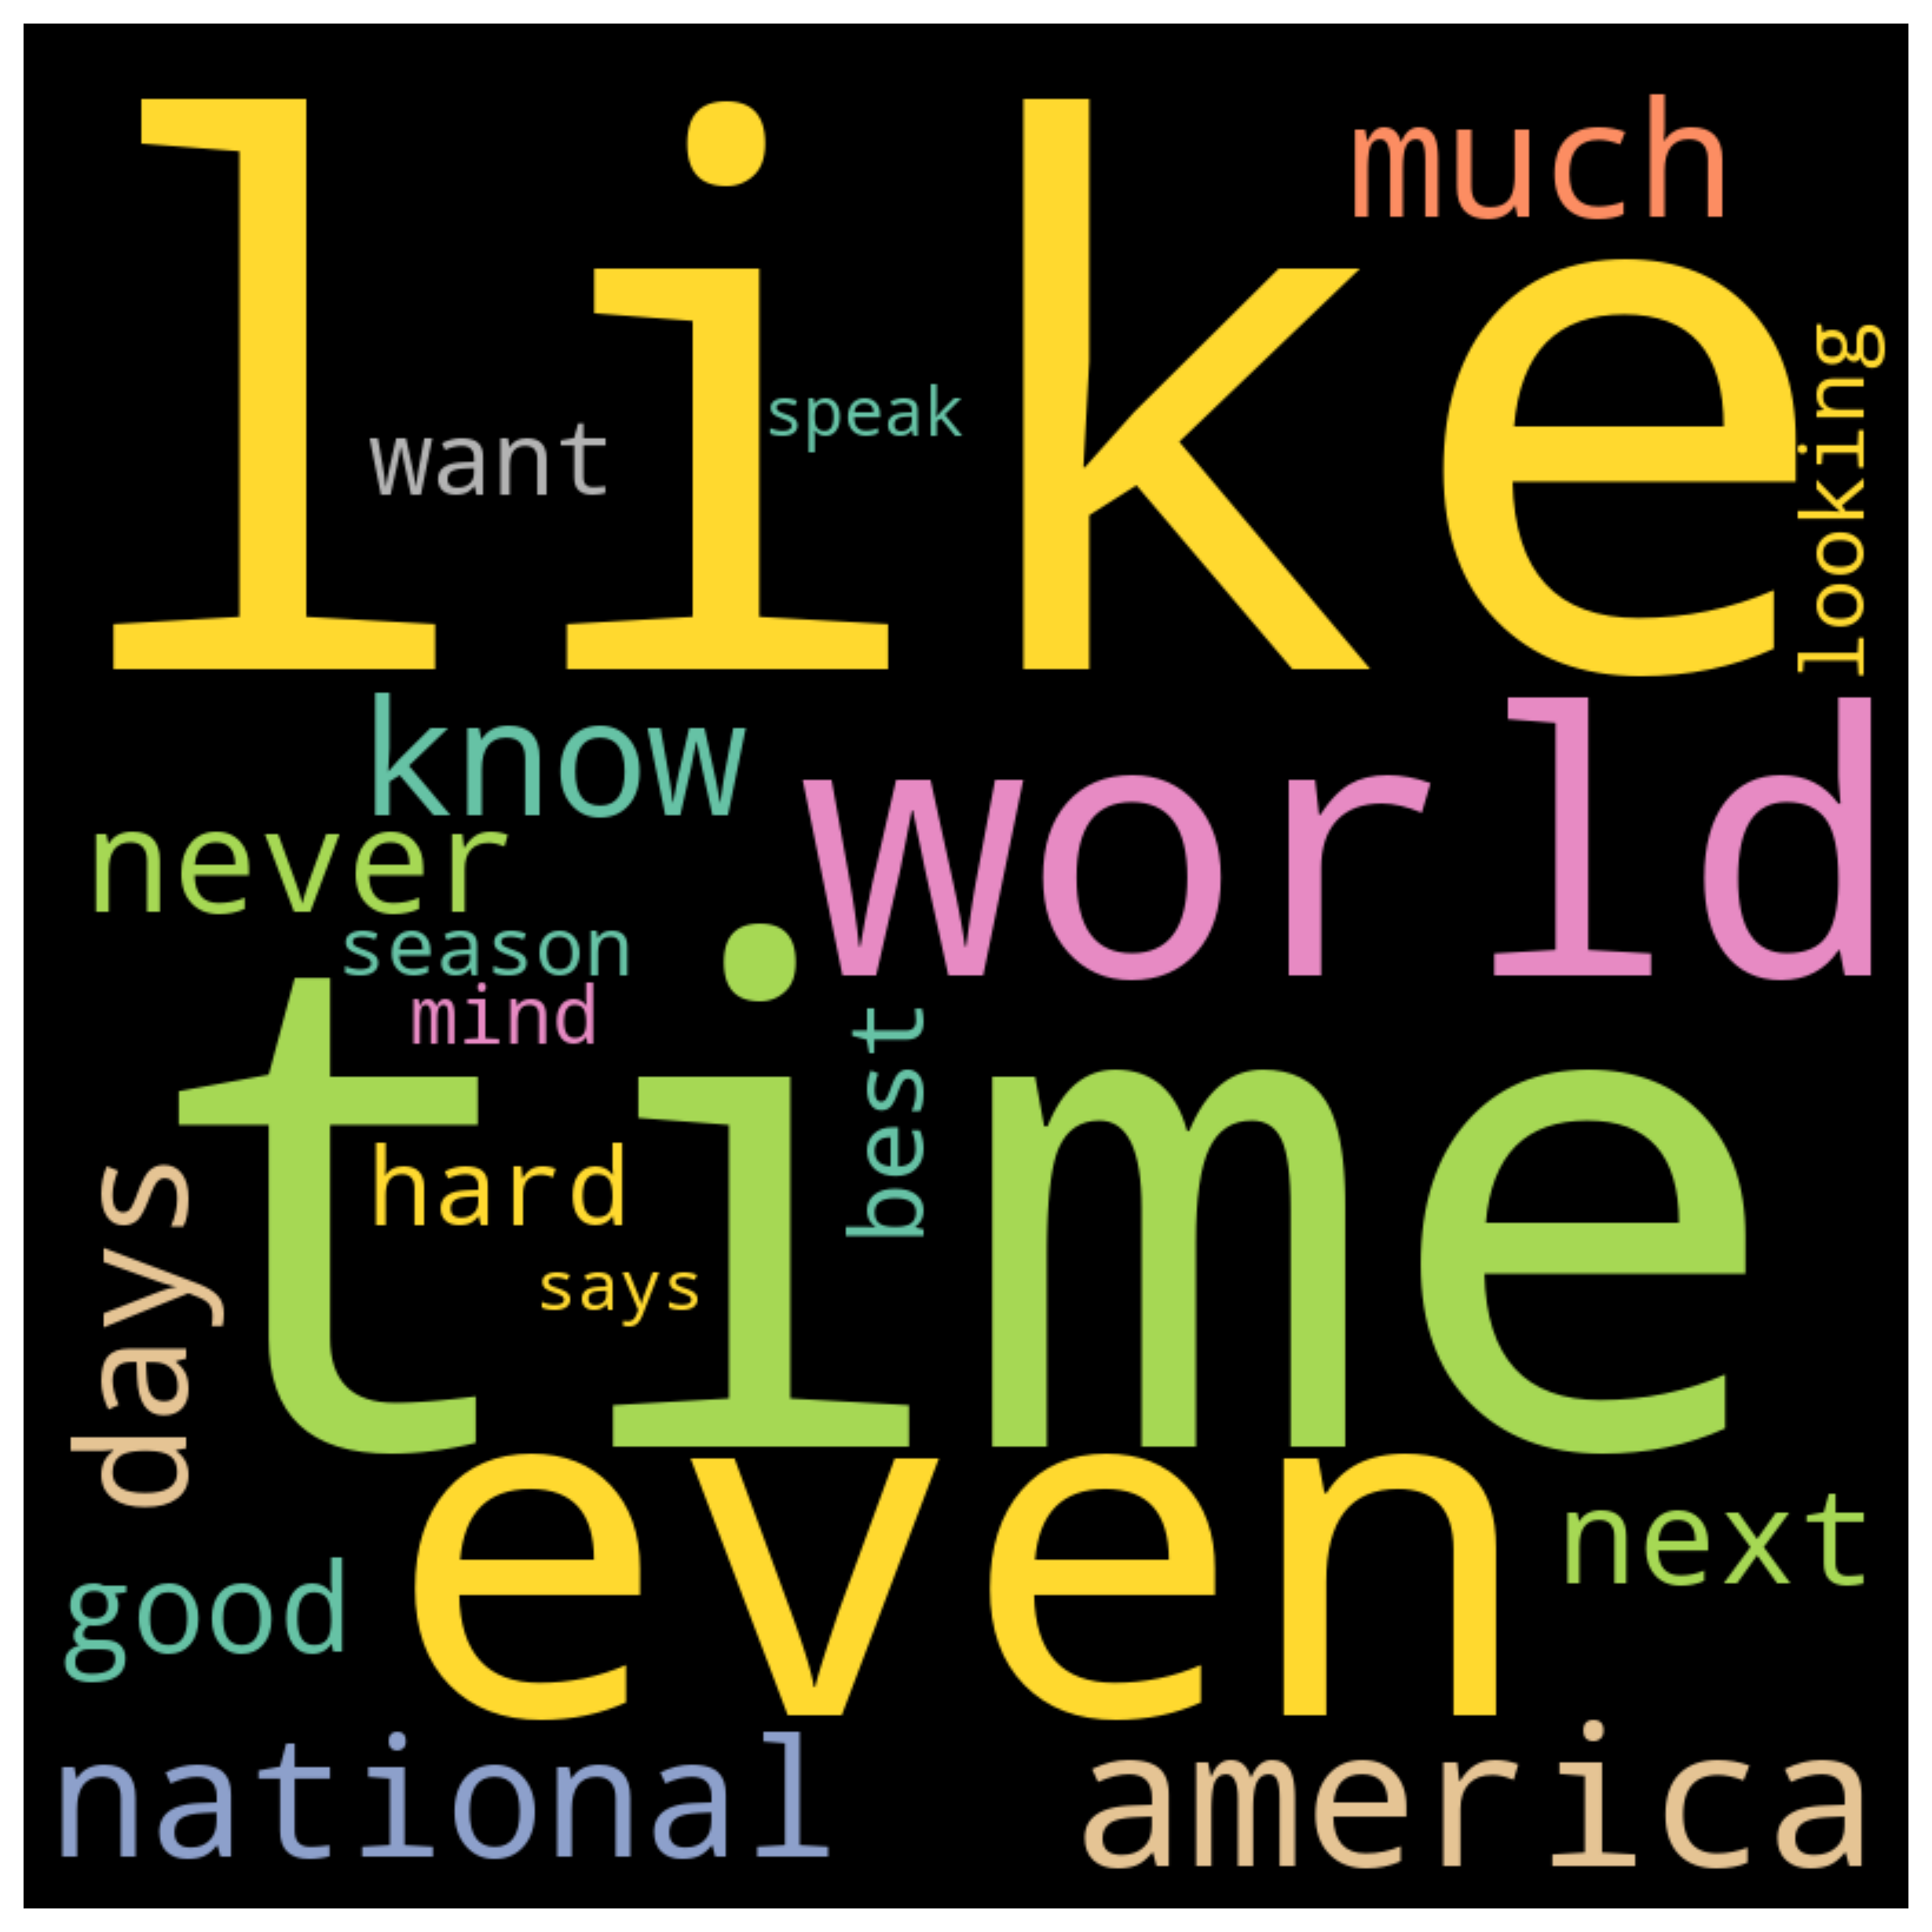 much
like
looking
speak
want
know
world
never
season
mind
best
time
hard
days
says
even
next
good
national
america